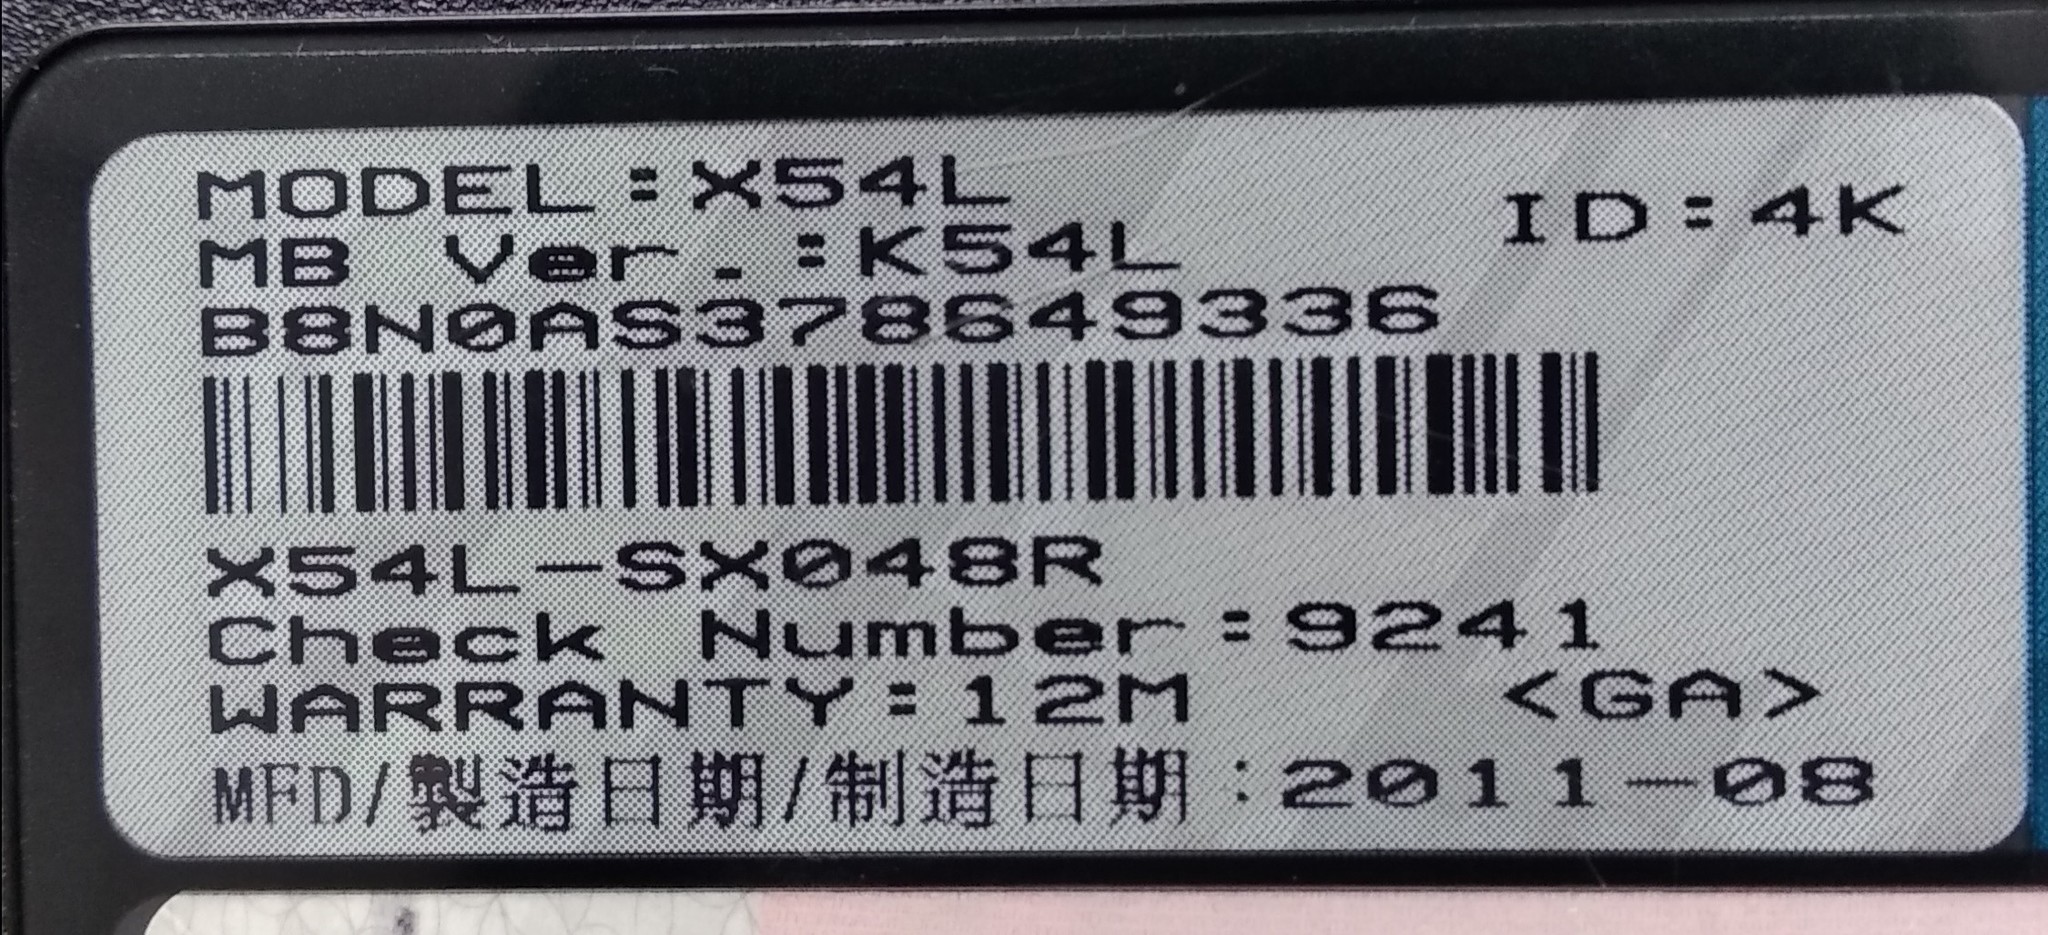 MODEL:X54L
ID:4K
MB Ver.:K54L
B8N0AS378649336
X54L-SX048R
Check Number:9241
WARRANTY:12M <GA>
MFD/製造日期/制造日期:2011-08